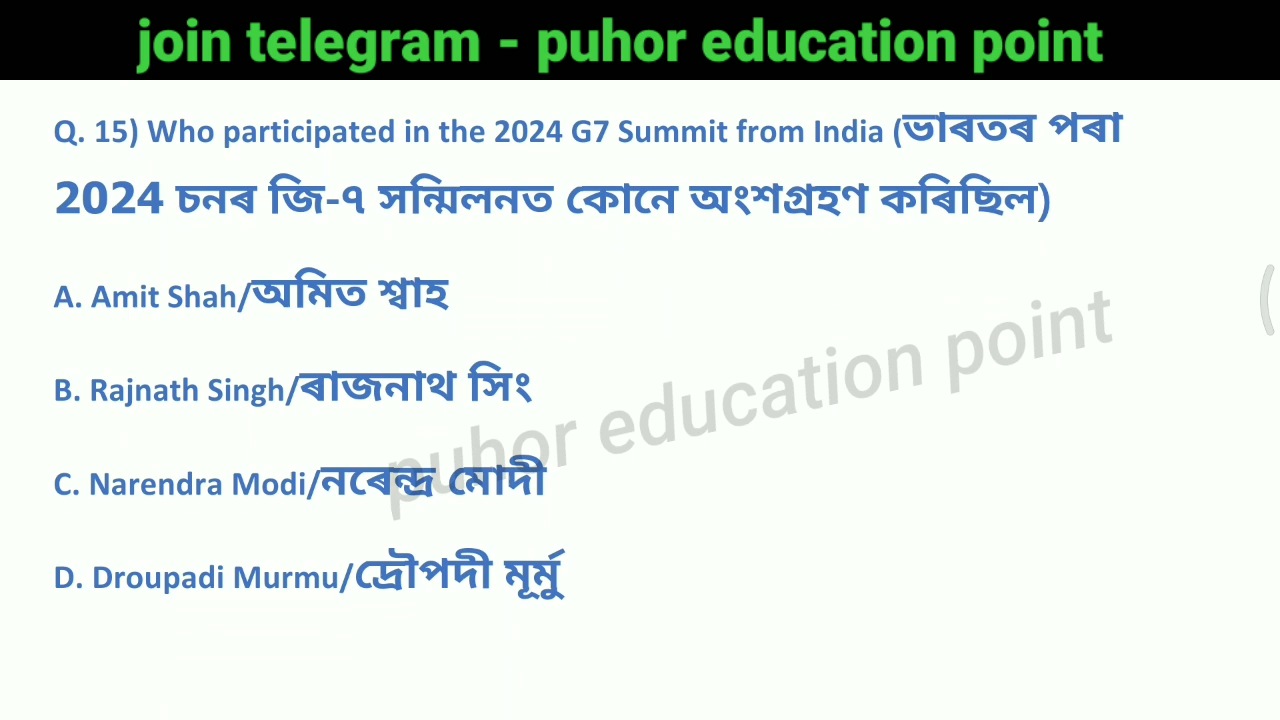 join telegram - puhor education point
Q. 15) Who participated in the 2024 G7 Summit from India (ভাৰতৰ পৰা
2024 চনৰ জি-৭ সন্মিলনত কোনে অংশগ্ৰহণ কৰিছিল)
A. Amit Shah/অমিত শ্বাহ
B. Rajnath Singh/ৰাজনাথ সিং
C. Narendra Modi/নৰেন্দ্ৰ মোদী
D. Droupadi Murmu/দ্ৰৌপদী মূৰ্মু
puhor education point